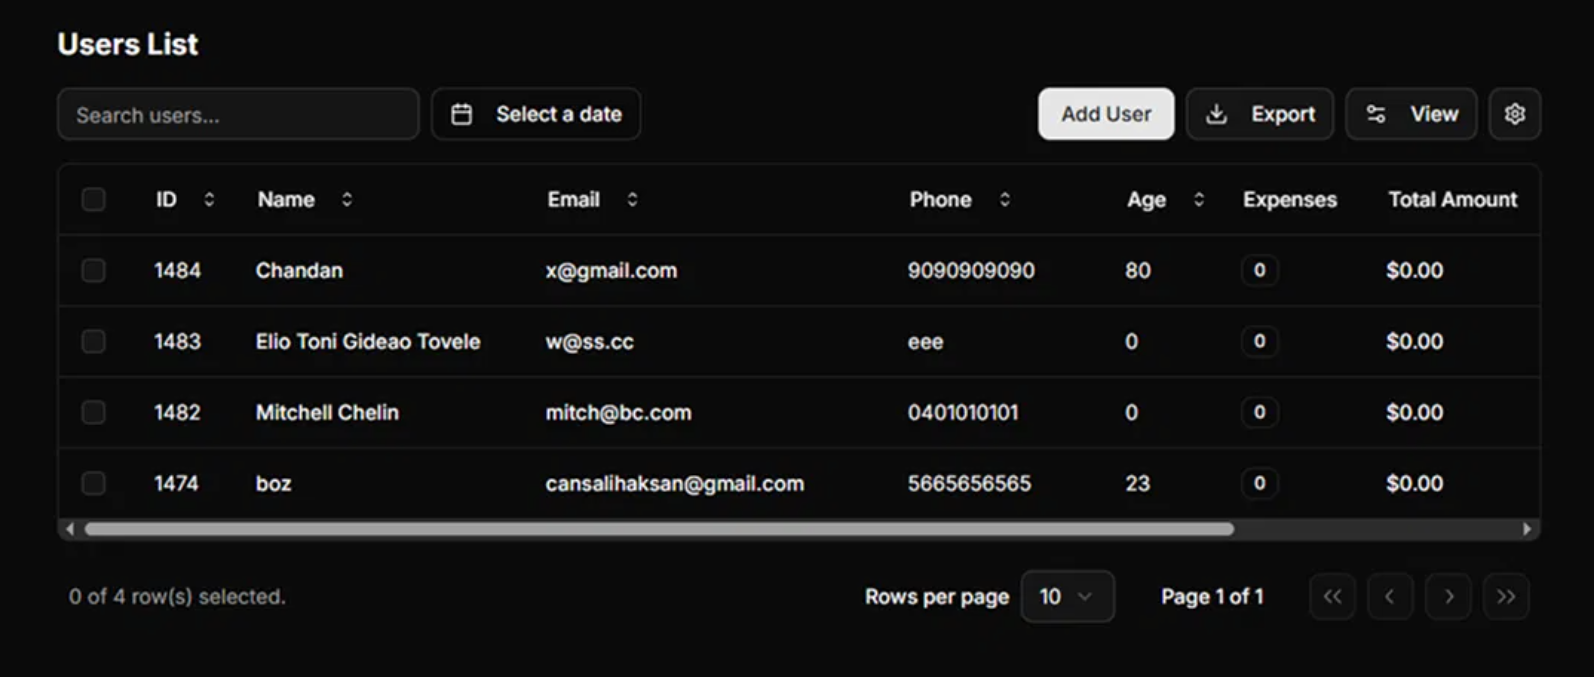 Users List
Search users... Select a date Add User Export View
ID Name Email Phone Age Expenses Total Amount
1484 Chandan x@gmail.com 9090909090 80 0 $0.00
1483 Elio Toni Gideao Tovele w@ss.cc eee 0 0 $0.00
1482 Mitchell Chelin mitch@bc.com 0401010101 0 0 $0.00
1474 boz cansalihaksan@gmail.com 5665656565 23 0 $0.00
0 of 4 row(s) selected. Rows per page 10 Page 1 of 1